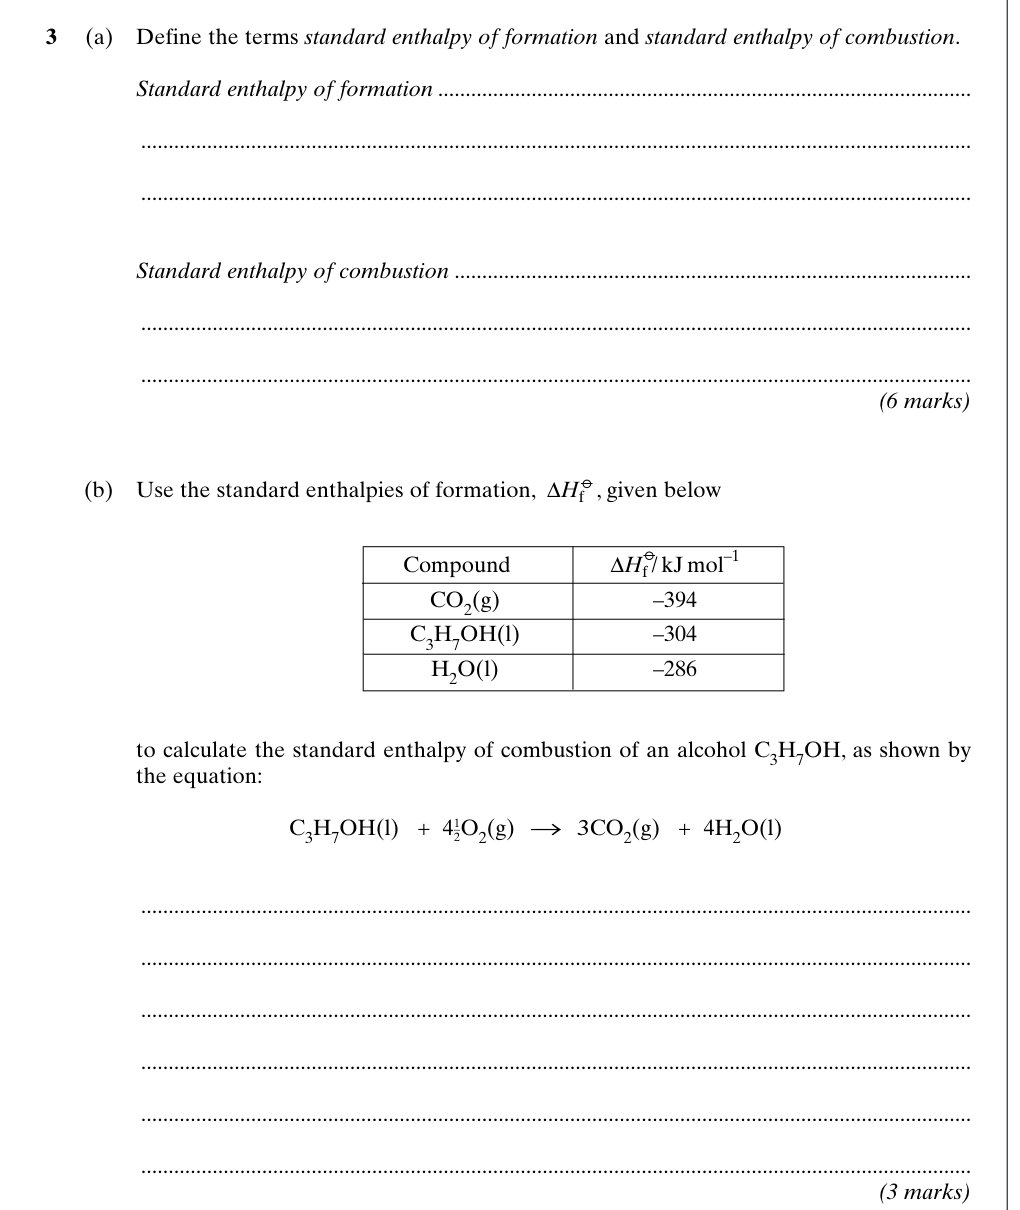 3 (a) Define the terms standard enthalpy of formation and standard enthalpy of combustion.
Standard enthalpy of formation ........................................................................
........................................................................
........................................................................
Standard enthalpy of combustion ........................................................................
........................................................................
........................................................................
(6 marks)
(b) Use the standard enthalpies of formation, ΔHf⦵, given below
Compound ΔHf⦵/ kJ mol⁻¹
CO₂(g) –394
C₃H₇OH(l) –304
H₂O(l) –286
to calculate the standard enthalpy of combustion of an alcohol C₃H₇OH, as shown by
the equation:
C₃H₇OH(l) + 4½O₂(g) ⟶ 3CO₂(g) + 4H₂O(l)
........................................................................
........................................................................
........................................................................
........................................................................
........................................................................
........................................................................
(3 marks)